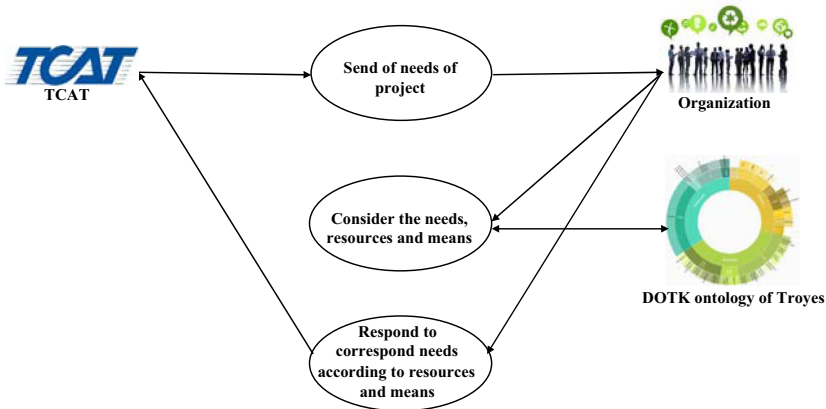 TCAT
TCAT
Send of needs of
project
Organization
Consider the needs,
resources and means
DOTK ontology of Troyes
Respond to
correspond needs
according to resources
and means